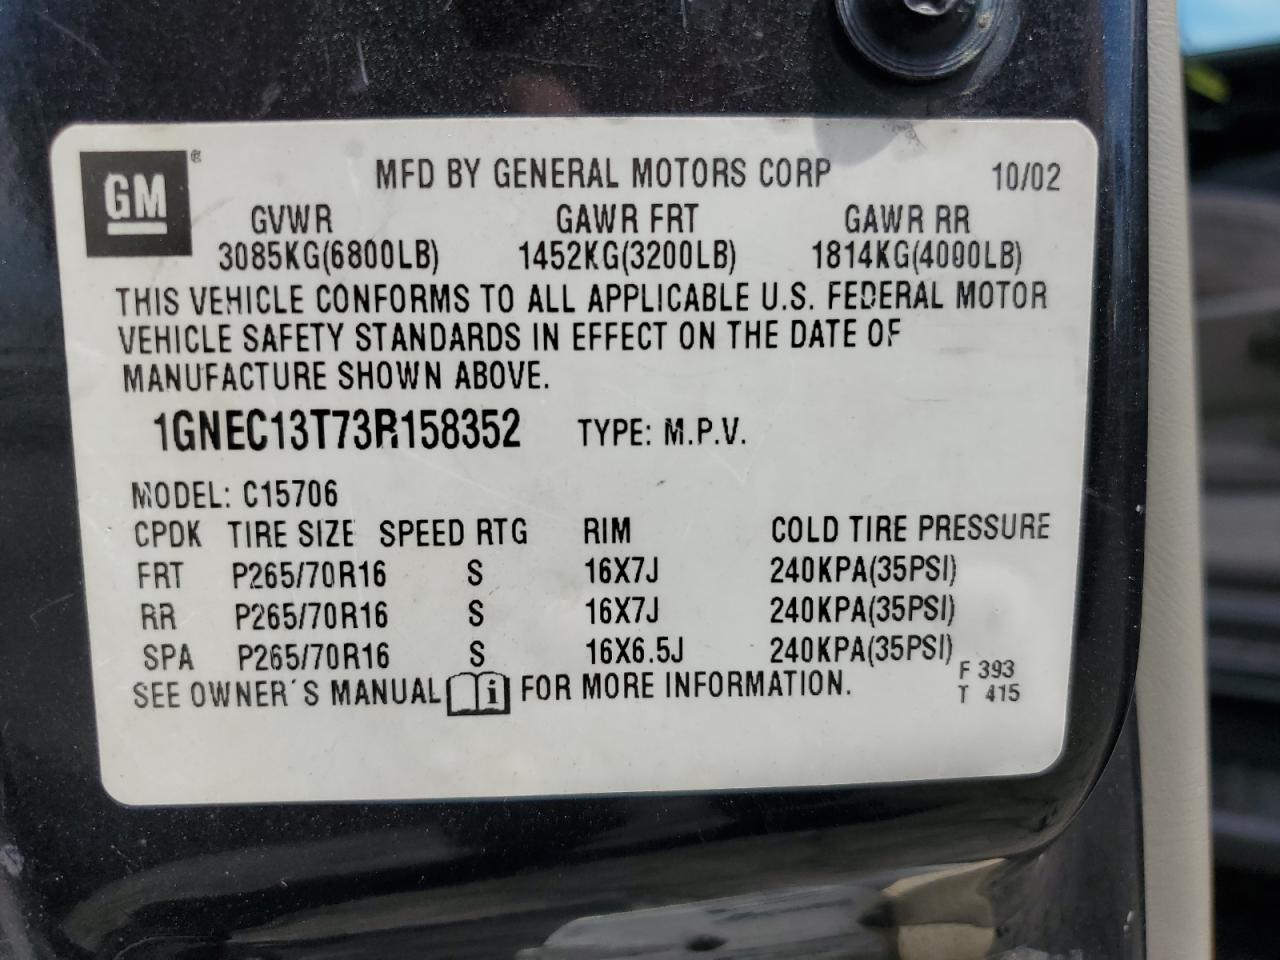 GM ® MFD BY GENERAL MOTORS CORP 10/02
GVWR GAWR FRT GAWR RR
3085KG(6800LB) 1452KG(3200LB) 1814KG(4000LB)
THIS VEHICLE CONFORMS TO ALL APPLICABLE U.S. FEDERAL MOTOR
VEHICLE SAFETY STANDARDS IN EFFECT ON THE DATE OF
MANUFACTURE SHOWN ABOVE.
1GNEC13T73R158352 TYPE: M.P.V.
MODEL: C15706
CPDK TIRE SIZE SPEED RTG RIM COLD TIRE PRESSURE
FRT P265/70R16 S 16X7J 240KPA(35PSI)
RR P265/70R16 S 16X7J 240KPA(35PSI)
SPA P265/70R16 S 16X6.5J 240KPA(35PSI)
SEE OWNER´S MANUAL i FOR MORE INFORMATION.
F 393
T 415